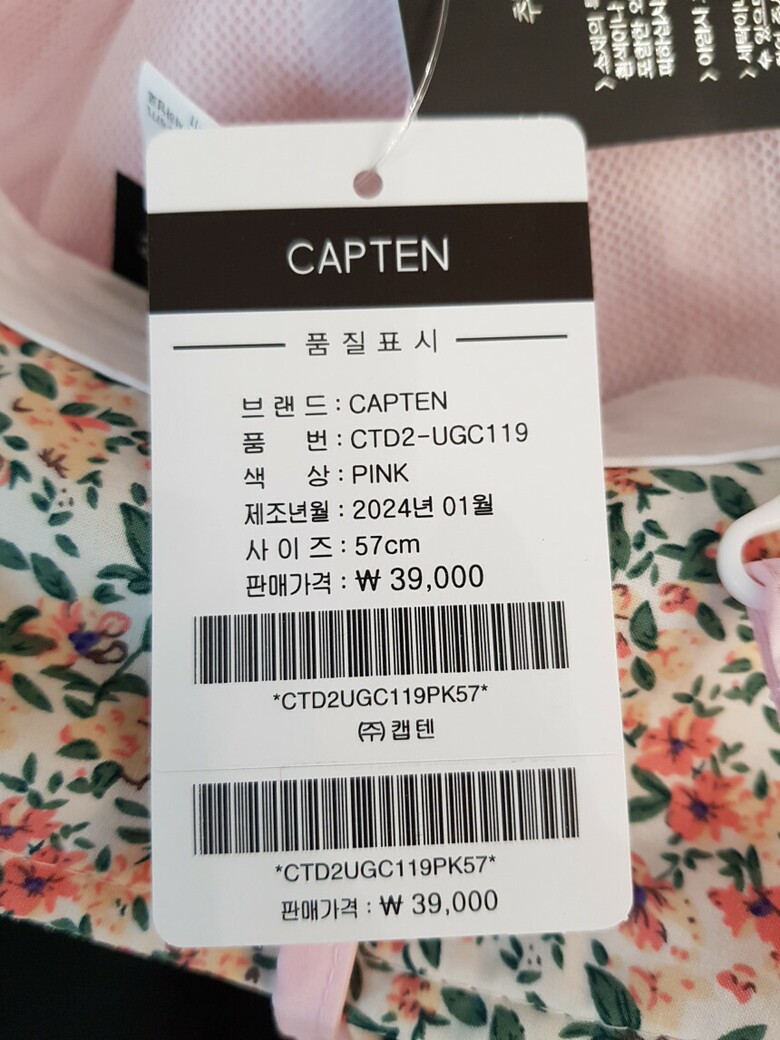 CAPTEN
품질표시
브랜드 : CAPTEN
품 번 : CTD2-UGC119
색 상 : PINK
제조년월 : 2024년 01월
사이즈 : 57cm
판매가격 : ₩ 39,000
*CTD2UGC119PK57*
㈜캡텐
*CTD2UGC119PK57*
판매가격 : ₩ 39,000